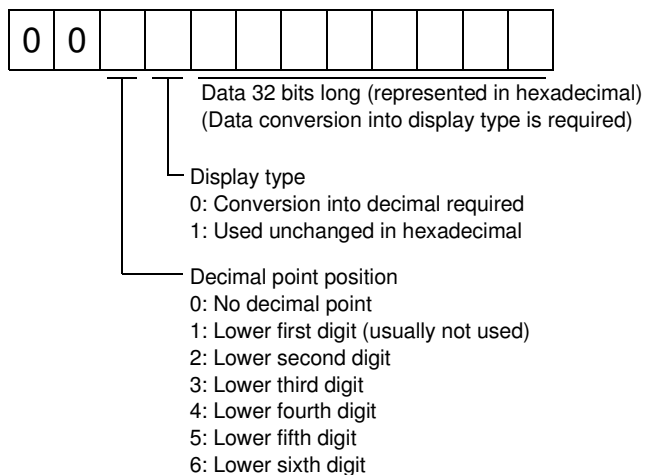 0 0
Data 32 bits long (represented in hexadecimal)
(Data conversion into display type is required)
Display type
0: Conversion into decimal required
1: Used unchanged in hexadecimal
Decimal point position
0: No decimal point
1: Lower first digit (usually not used)
2: Lower second digit
3: Lower third digit
4: Lower fourth digit
5: Lower fifth digit
6: Lower sixth digit